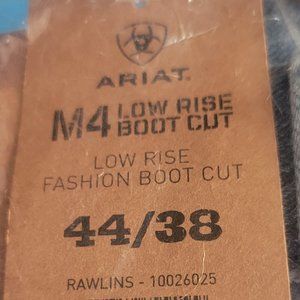 ARIAT.
M4 LOW RISE
BOOT CUT
LOW RISE
FASHION BOOT CUT
44/38
RAWLINS - 10026025